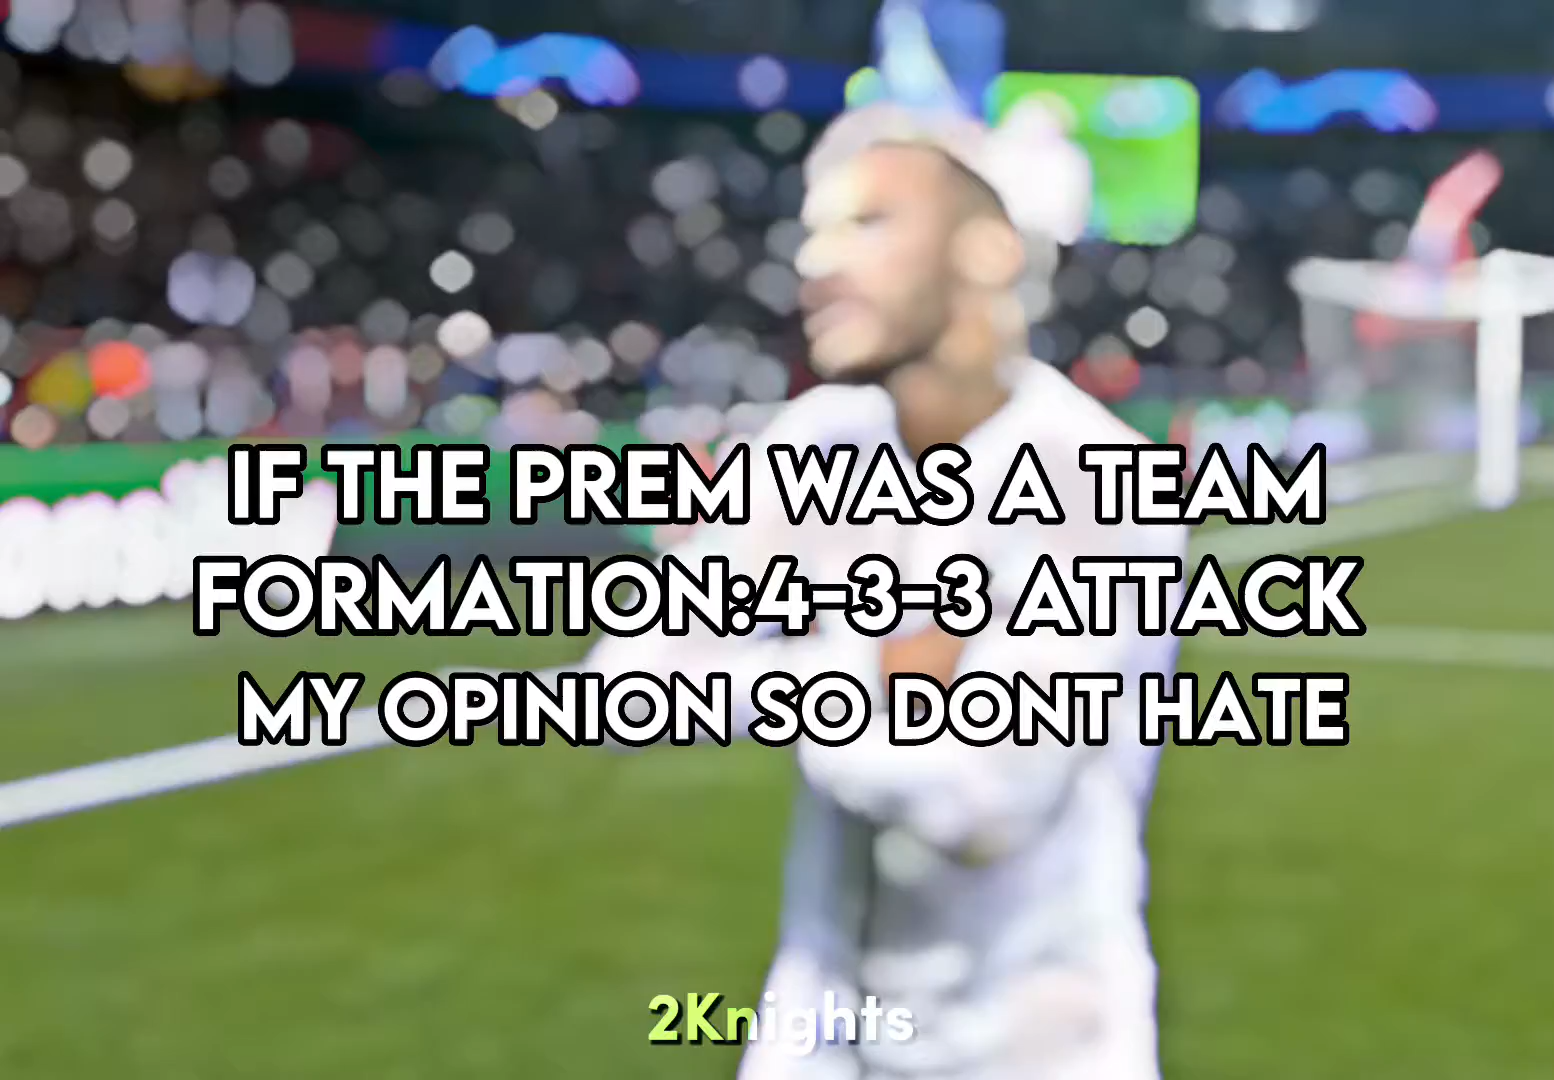 IF THE PREM WAS A TEAM
FORMATION:4-3-3 ATTACK
MY OPINION SO DONT HATE
2Knights